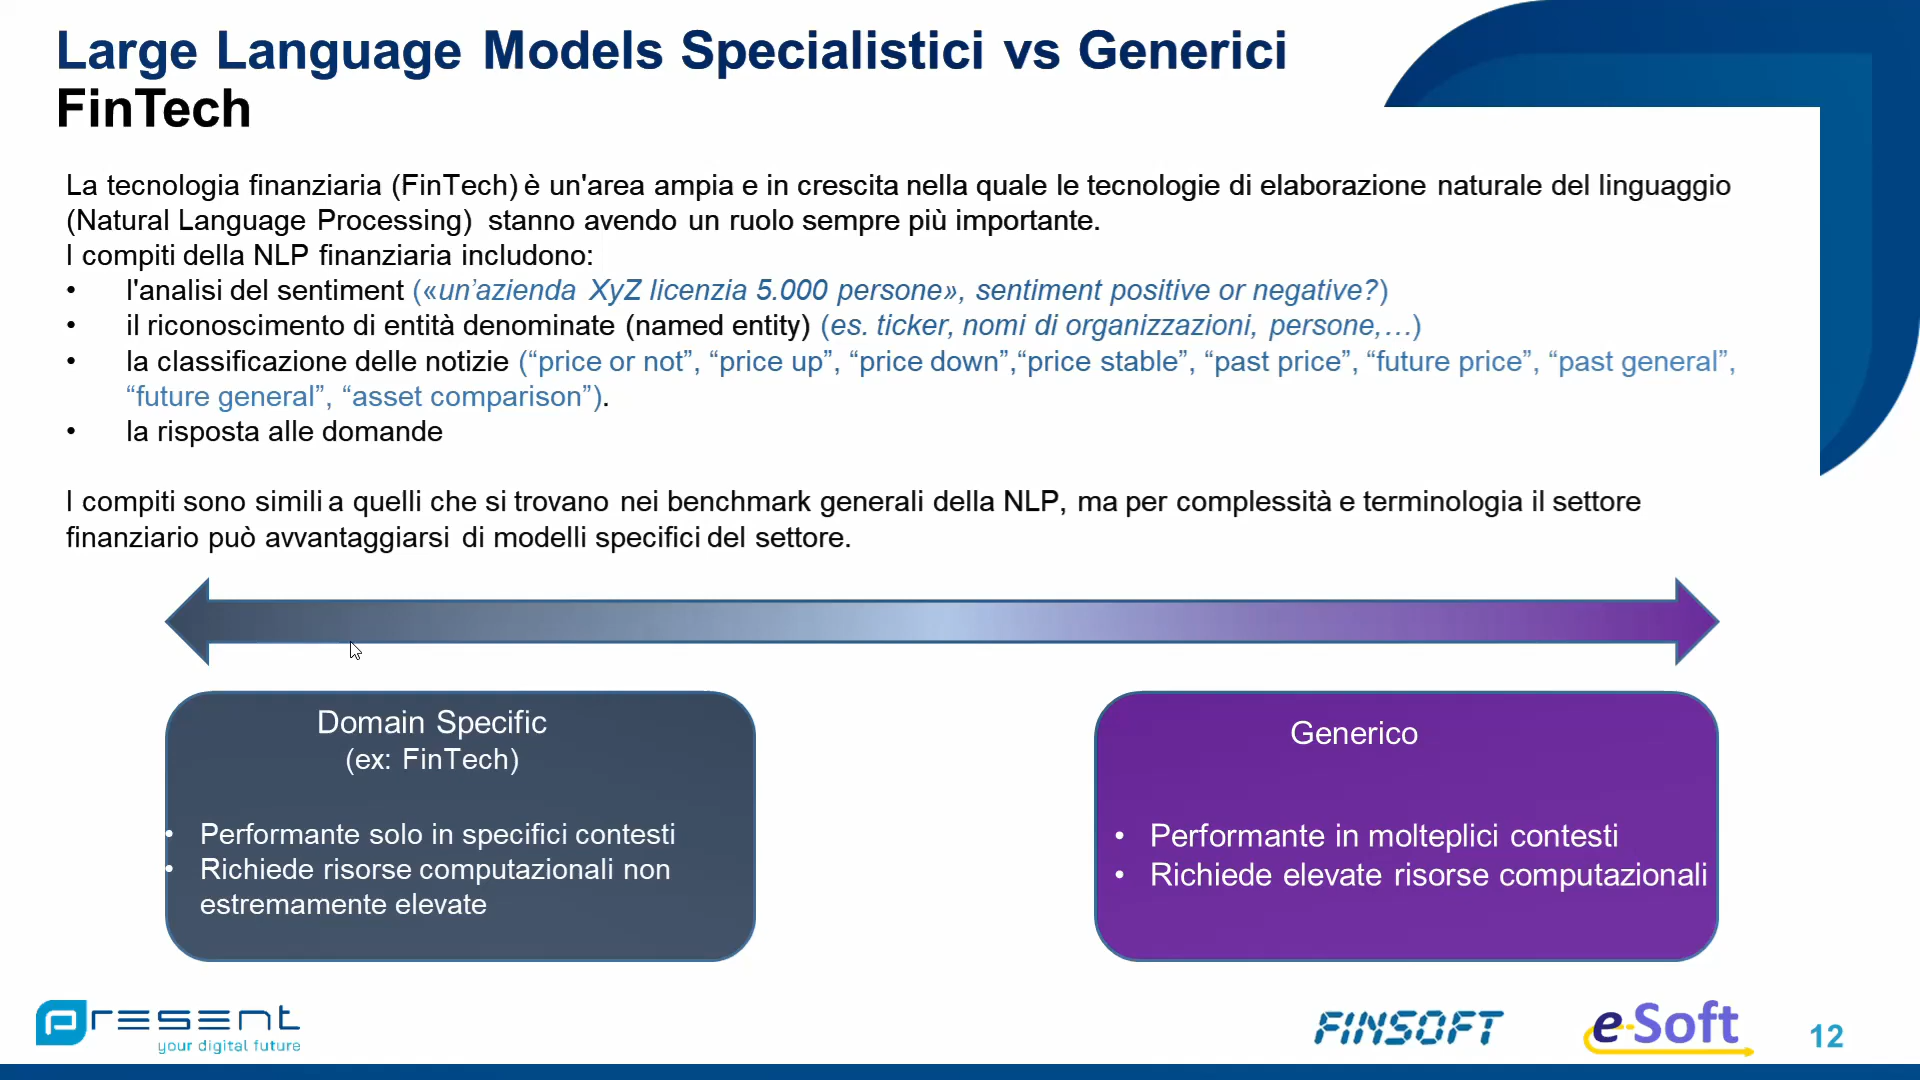 Large Language Models Specialistici vs Generici
FinTech
La tecnologia finanziaria (FinTech) è un'area ampia e in crescita nella quale le tecnologie di elaborazione naturale del linguaggio
(Natural Language Processing) stanno avendo un ruolo sempre più importante.
I compiti della NLP finanziaria includono:
• l'analisi del sentiment («un’azienda XyZ licenzia 5.000 persone», sentiment positive or negative?)
• il riconoscimento di entità denominate (named entity) (es. ticker, nomi di organizzazioni, persone,…)
• la classificazione delle notizie (“price or not”, “price up”, “price down”,“price stable”, “past price”, “future price”, “past general”,
“future general”, “asset comparison”).
• la risposta alle domande
I compiti sono simili a quelli che si trovano nei benchmark generali della NLP, ma per complessità e terminologia il settore
finanziario può avvantaggiarsi di modelli specifici del settore.
Domain Specific
(ex: FinTech)
• Performante solo in specifici contesti
• Richiede risorse computazionali non
estremamente elevate
Generico
• Performante in molteplici contesti
• Richiede elevate risorse computazionali
present
your digital future
FINSOFT
e-Soft
12